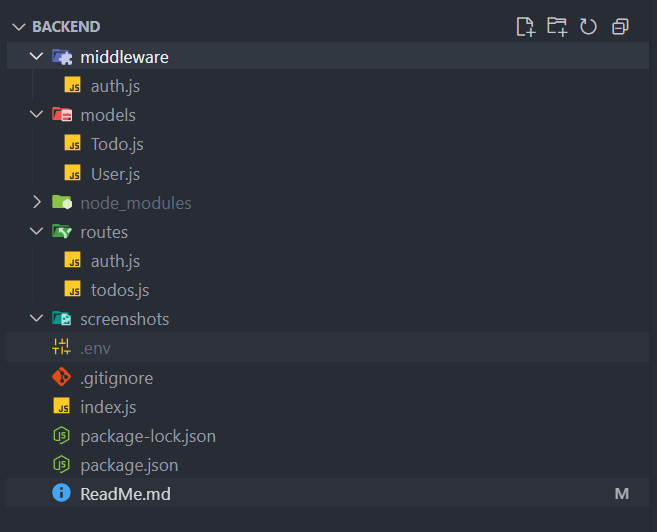 BACKEND
middleware
JS auth.js
models
JS Todo.js
JS User.js
node_modules
routes
JS auth.js
JS todos.js
screenshots
.env
.gitignore
JS index.js
package-lock.json
package.json
ReadMe.md M